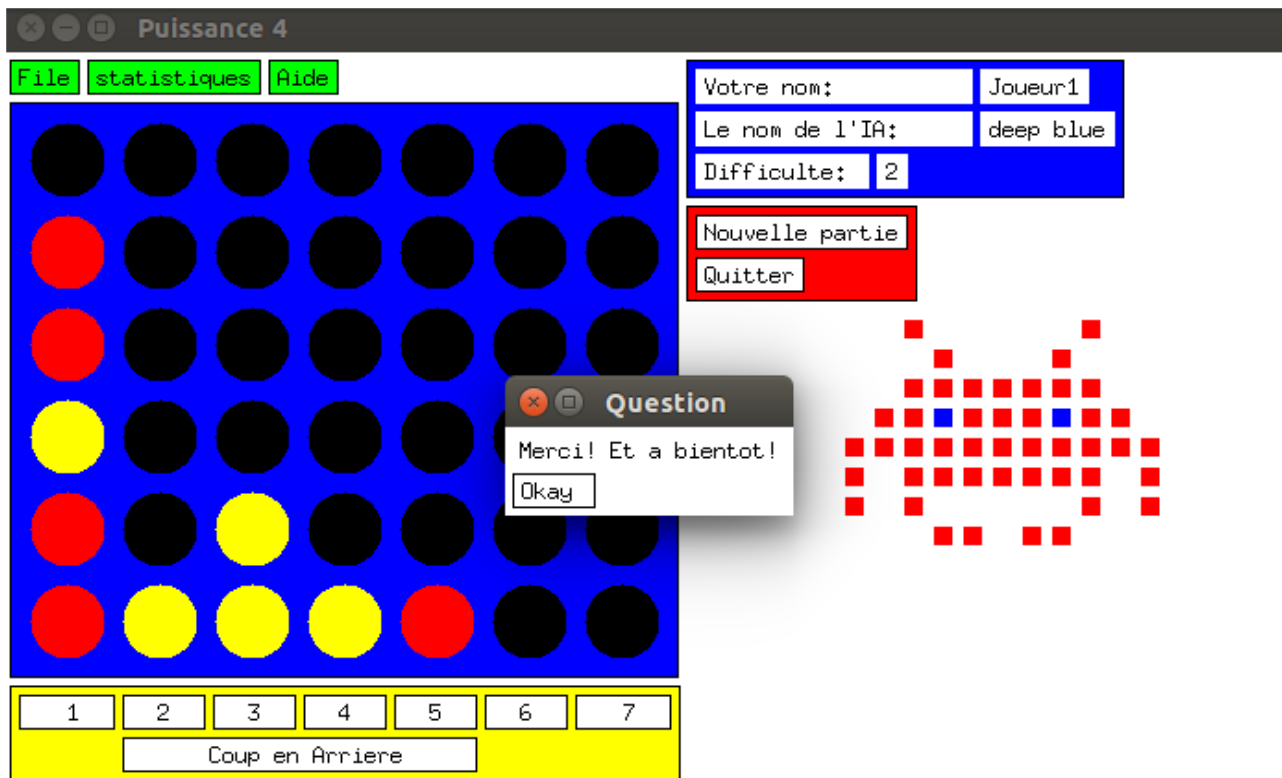 Puissance 4
File statistiques Aide
Votre nom: Joueur1
Le nom de l'IA: deep blue
Difficulte: 2
Nouvelle partie
Quitter
Question
Merci! Et a bientot!
Okay
1 2 3 4 5 6 7
Coup en Arriere